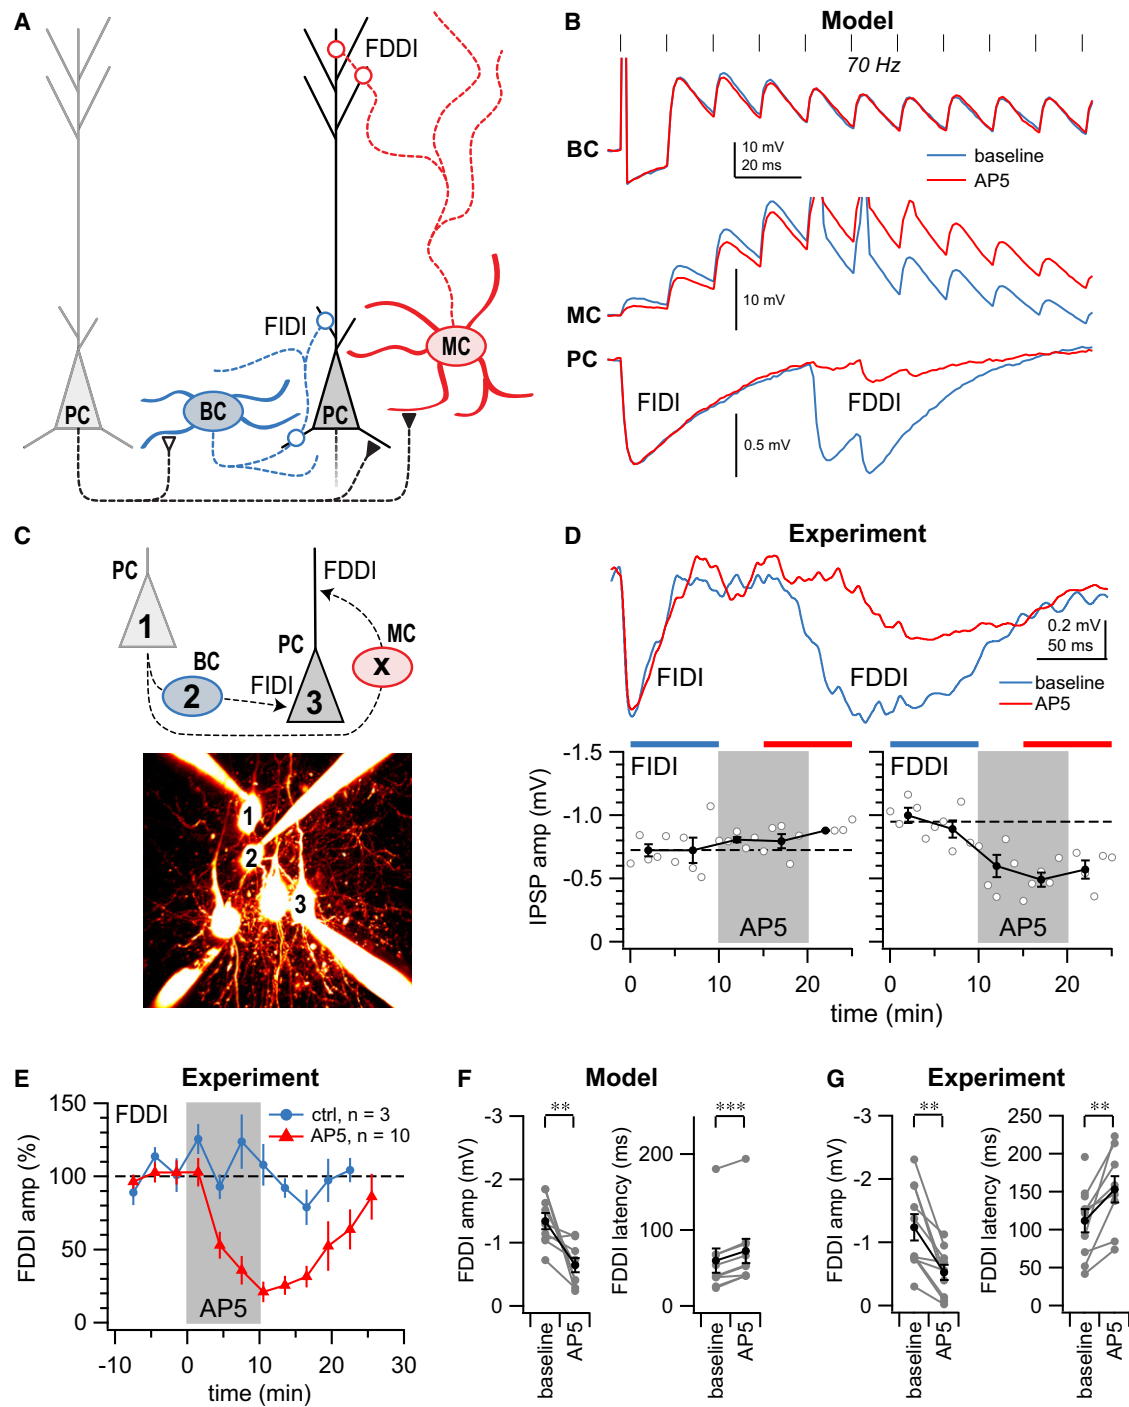 A
FDDI
FIDI
MC
PC
BC
PC
B
Model
70 Hz
BC
10 mV
20 ms
baseline
AP5
MC
10 mV
PC
FIDI
FDDI
0.5 mV
C
PC
FDDI
1
MC
BC
PC
x
2
FIDI
3
1
2
3
D
Experiment
0.2 mV
50 ms
FIDI
FDDI
baseline
AP5
-1.5
FIDI
FDDI
-1.0
-0.5
0
IPSP amp (mV)
AP5
AP5
0 10 20
0 10 20
time (min)
E
Experiment
150
FDDI
ctrl, n = 3
AP5, n = 10
100
50
0
FDDI amp (%)
AP5
-10 0 10 20 30
time (min)
F
Model
-3
**
-2
-1
0
FDDI amp (mV)
baseline
AP5
***
200
100
0
FDDI latency (ms)
baseline
AP5
G
Experiment
-3
**
-2
-1
0
FDDI amp (mV)
baseline
AP5
250
**
200
150
100
50
0
FDDI latency (ms)
baseline
AP5